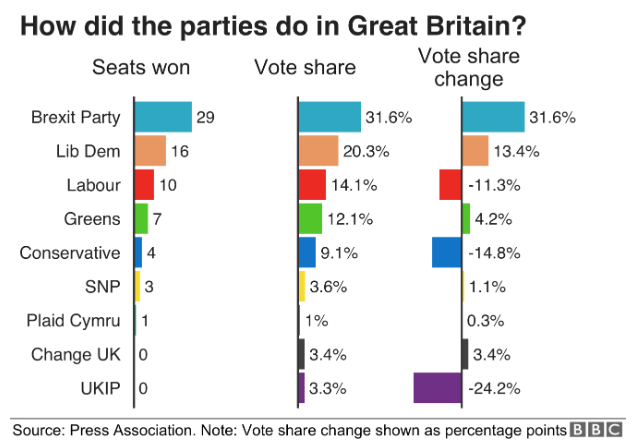 How did the parties do in Great Britain?
Seats won Vote share Vote share
change
Brexit Party 29 31.6% 31.6%
Lib Dem 16 20.3% 13.4%
Labour 10 14.1% -11.3%
Greens 7 12.1% 4.2%
Conservative 4 9.1% -14.8%
SNP 3 3.6% 1.1%
Plaid Cymru 1 1% 0.3%
Change UK 0 3.4% 3.4%
UKIP 0 3.3% -24.2%
Source: Press Association. Note: Vote share change shown as percentage points BBC